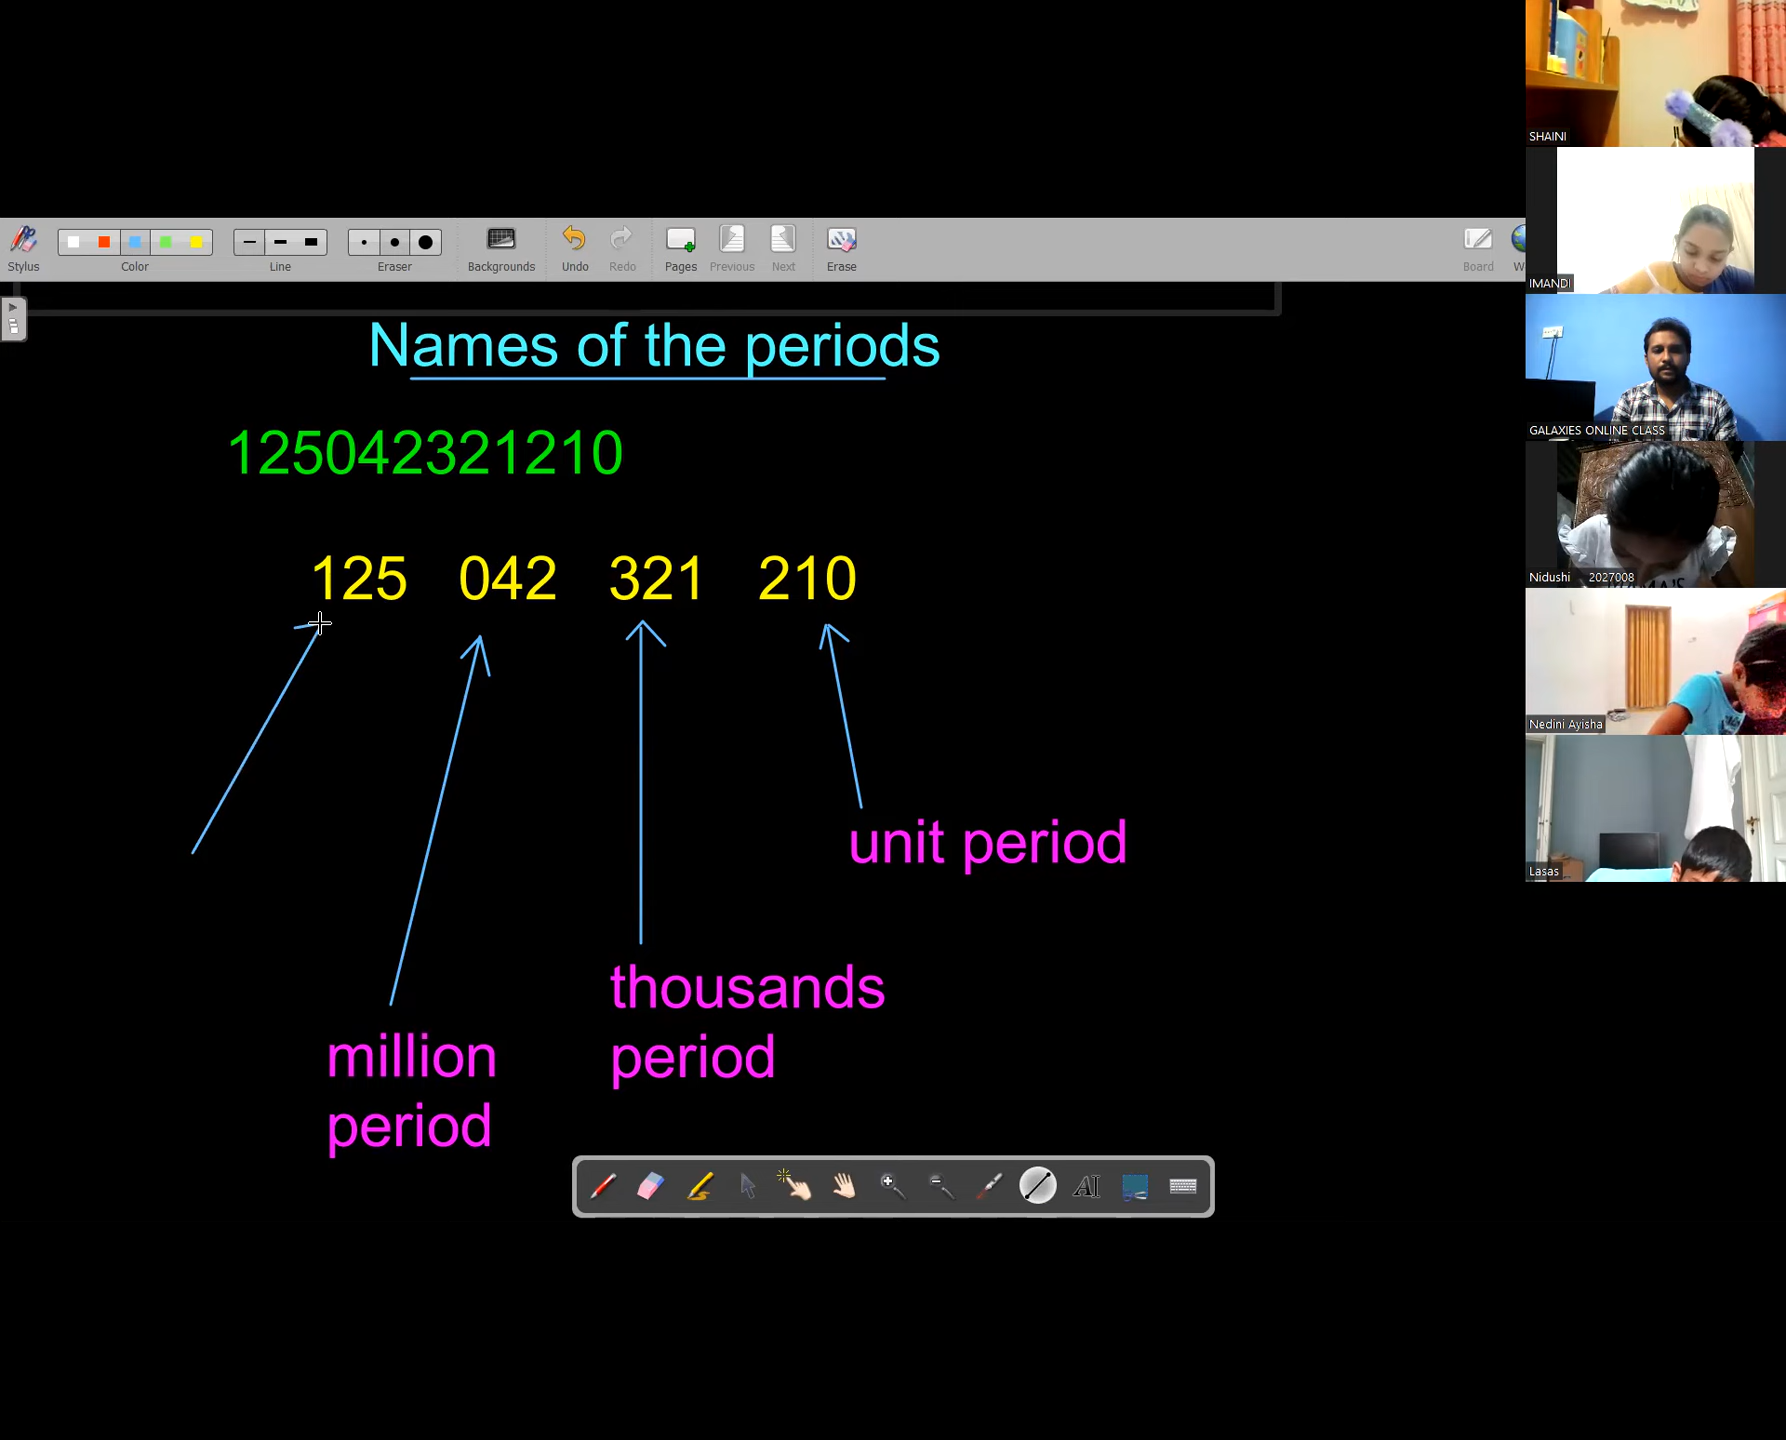 SHAINI
IMANDI
GALAXIES ONLINE CLASS
Nidushi 2027008
Nedini Ayisha
Lasas
Stylus
Color
Line
Eraser
Backgrounds
Undo
Redo
Pages
Previous
Next
Erase
Board
W
Names of the periods
125042321210
125 042 321 210
unit period
thousands
period
million
period
AI